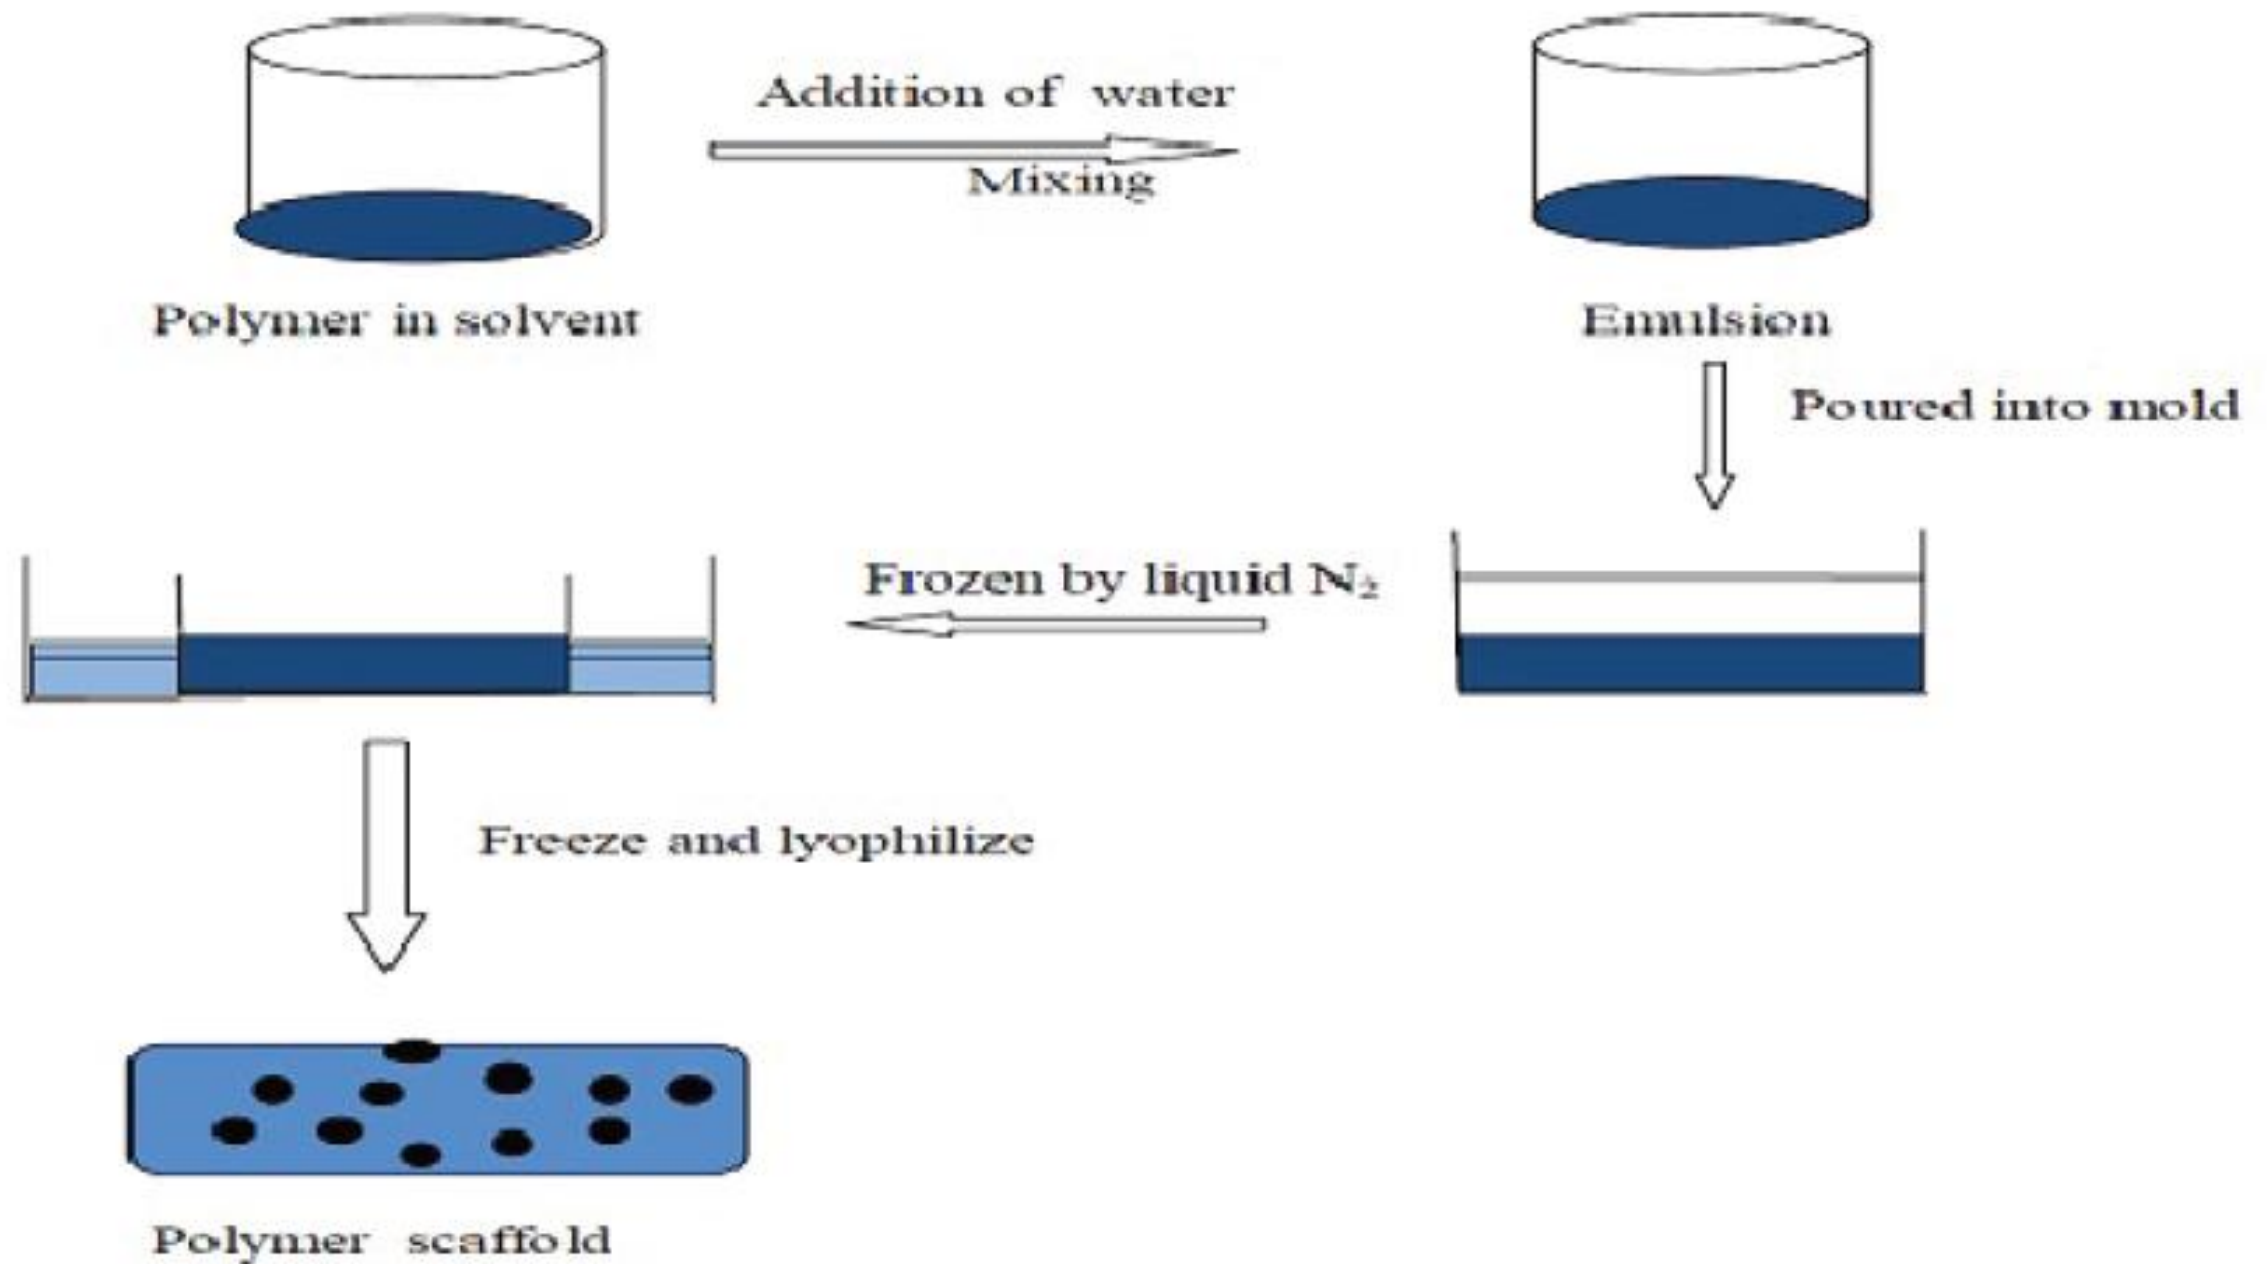 Addition of water
Mixing
Polymer in solvent
Emulsion
Poured into mold
Frozen by liquid N₂
Freeze and lyophilize
Polymer scaffold